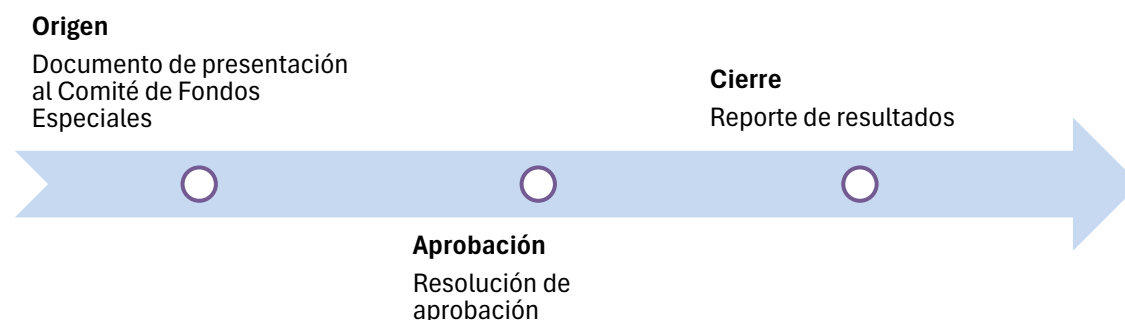 Origen
Documento de presentación
al Comité de Fondos
Especiales
Cierre
Reporte de resultados
Aprobación
Resolución de
aprobación